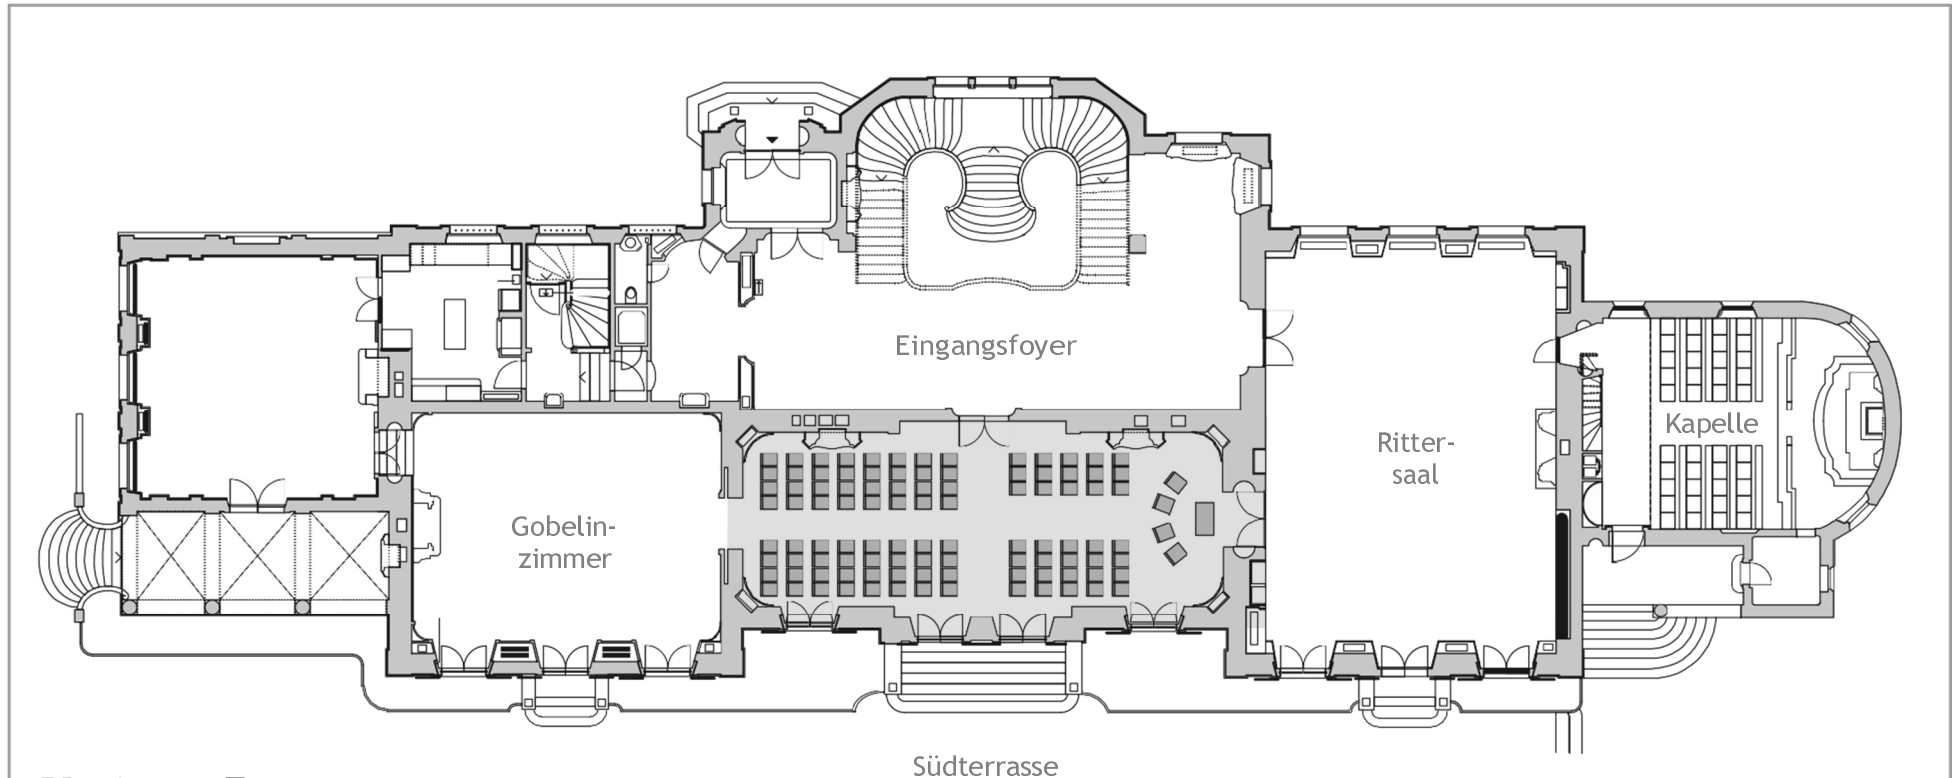 Eingangsfoyer
Ritter-
saal
Kapelle
Gobelin-
zimmer
Südterrasse